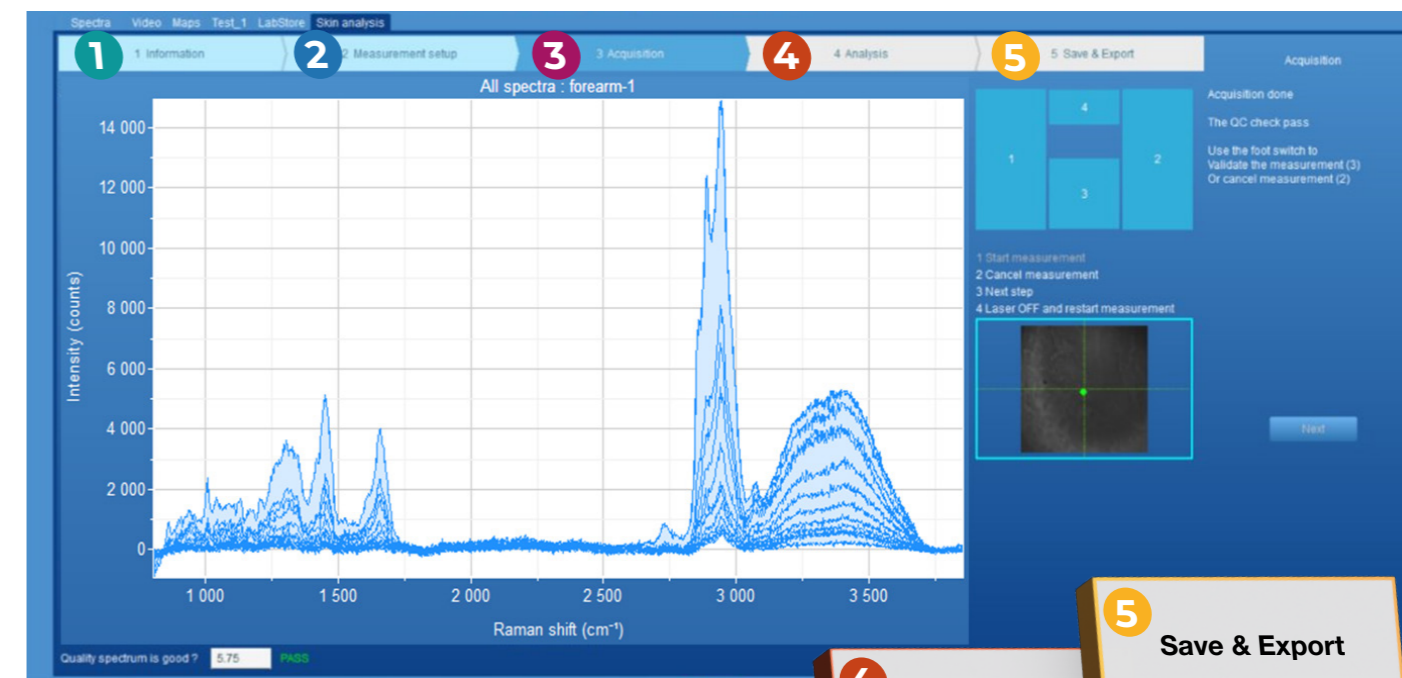 Spectra Video Maps Test_1 LabStore Skin analysis
1 1 Information 2 2 Measurement setup 3 3 Acquisition 4 4 Analysis 5 5 Save & Export
Acquisition
All spectra : forearm-1
14 000
12 000
10 000
8 000
6 000
4 000
2 000
0
Intensity (counts)
1 000 1 500 2 000 2 500 3 000 3 500
Raman shift (cm⁻¹)
Quality spectrum is good ? 5.75 PASS
4
1 2
3
1 Start measurement
2 Cancel measurement
3 Next step
4 Laser OFF and restart measurement
Acquisition done
The QC check pass
Use the foot switch to
Validate the measurement (3)
Or cancel measurement (2)
Next
4
5
Save & Export